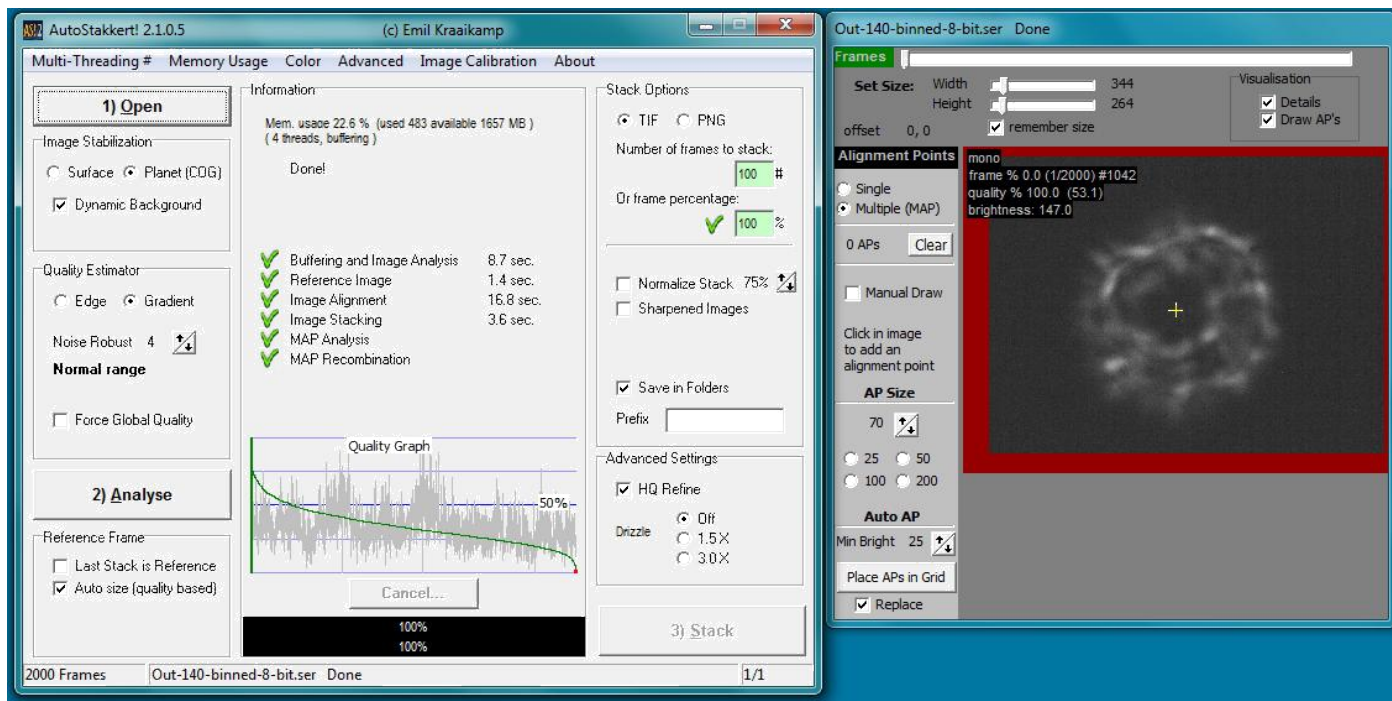 AutoStakkert! 2.1.0.5 (c) Emil Kraaikamp
Multi-Threading # Memory Usage Color Advanced Image Calibration About
1) Open
Image Stabilization
Surface Planet (COG)
Dynamic Background
Quality Estimator
Edge Gradient
Noise Robust 4
Normal range
Force Global Quality
2) Analyse
Reference Frame
Last Stack is Reference
Auto size (quality based)
Information
Mem. usage 22.6 % (used 483 available 1657 MB )
( 4 threads, buffering )
Done!
Buffering and Image Analysis 8.7 sec.
Reference Image 1.4 sec.
Image Alignment 16.8 sec.
Image Stacking 3.6 sec.
MAP Analysis
MAP Recombination
Quality Graph
50%
Cancel...
100%
100%
Stack Options
TIF PNG
Number of frames to stack:
100 #
Or frame percentage:
100 %
Normalize Stack 75%
Sharpened Images
Save in Folders
Prefix
Advanced Settings
HQ Refine
Drizzle Off
1.5 X
3.0 X
3) Stack
2000 Frames Out-140-binned-8-bit.ser Done 1/1
Out-140-binned-8-bit.ser Done
Frames
Set Size: Width 344
Height 264
offset 0, 0 remember size
Visualisation
Details
Draw AP's
Alignment Points
Single
Multiple (MAP)
0 APs Clear
Manual Draw
Click in image
to add an
alignment point
AP Size
70
25 50
100 200
Auto AP
Min Bright 25
Place APs in Grid
Replace
mono
frame % 0.0 (1/2000) #1042
quality % 100.0 (53.1)
brightness: 147.0